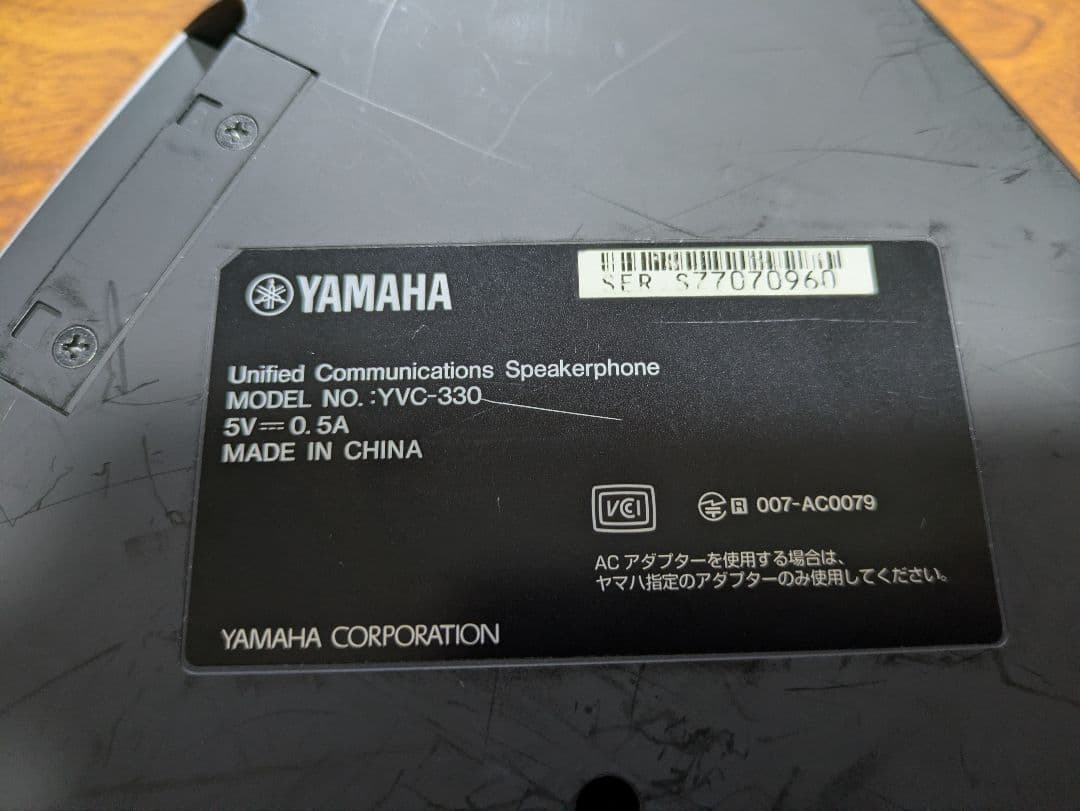 YAMAHA
SER S77070960
Unified Communications Speakerphone
MODEL NO.:YVC-330
5V⎓0.5A
MADE IN CHINA
VCI
R 007-AC0079
AC アダプターを使用する場合は、
ヤマハ指定のアダプターのみ使用してください。
YAMAHA CORPORATION